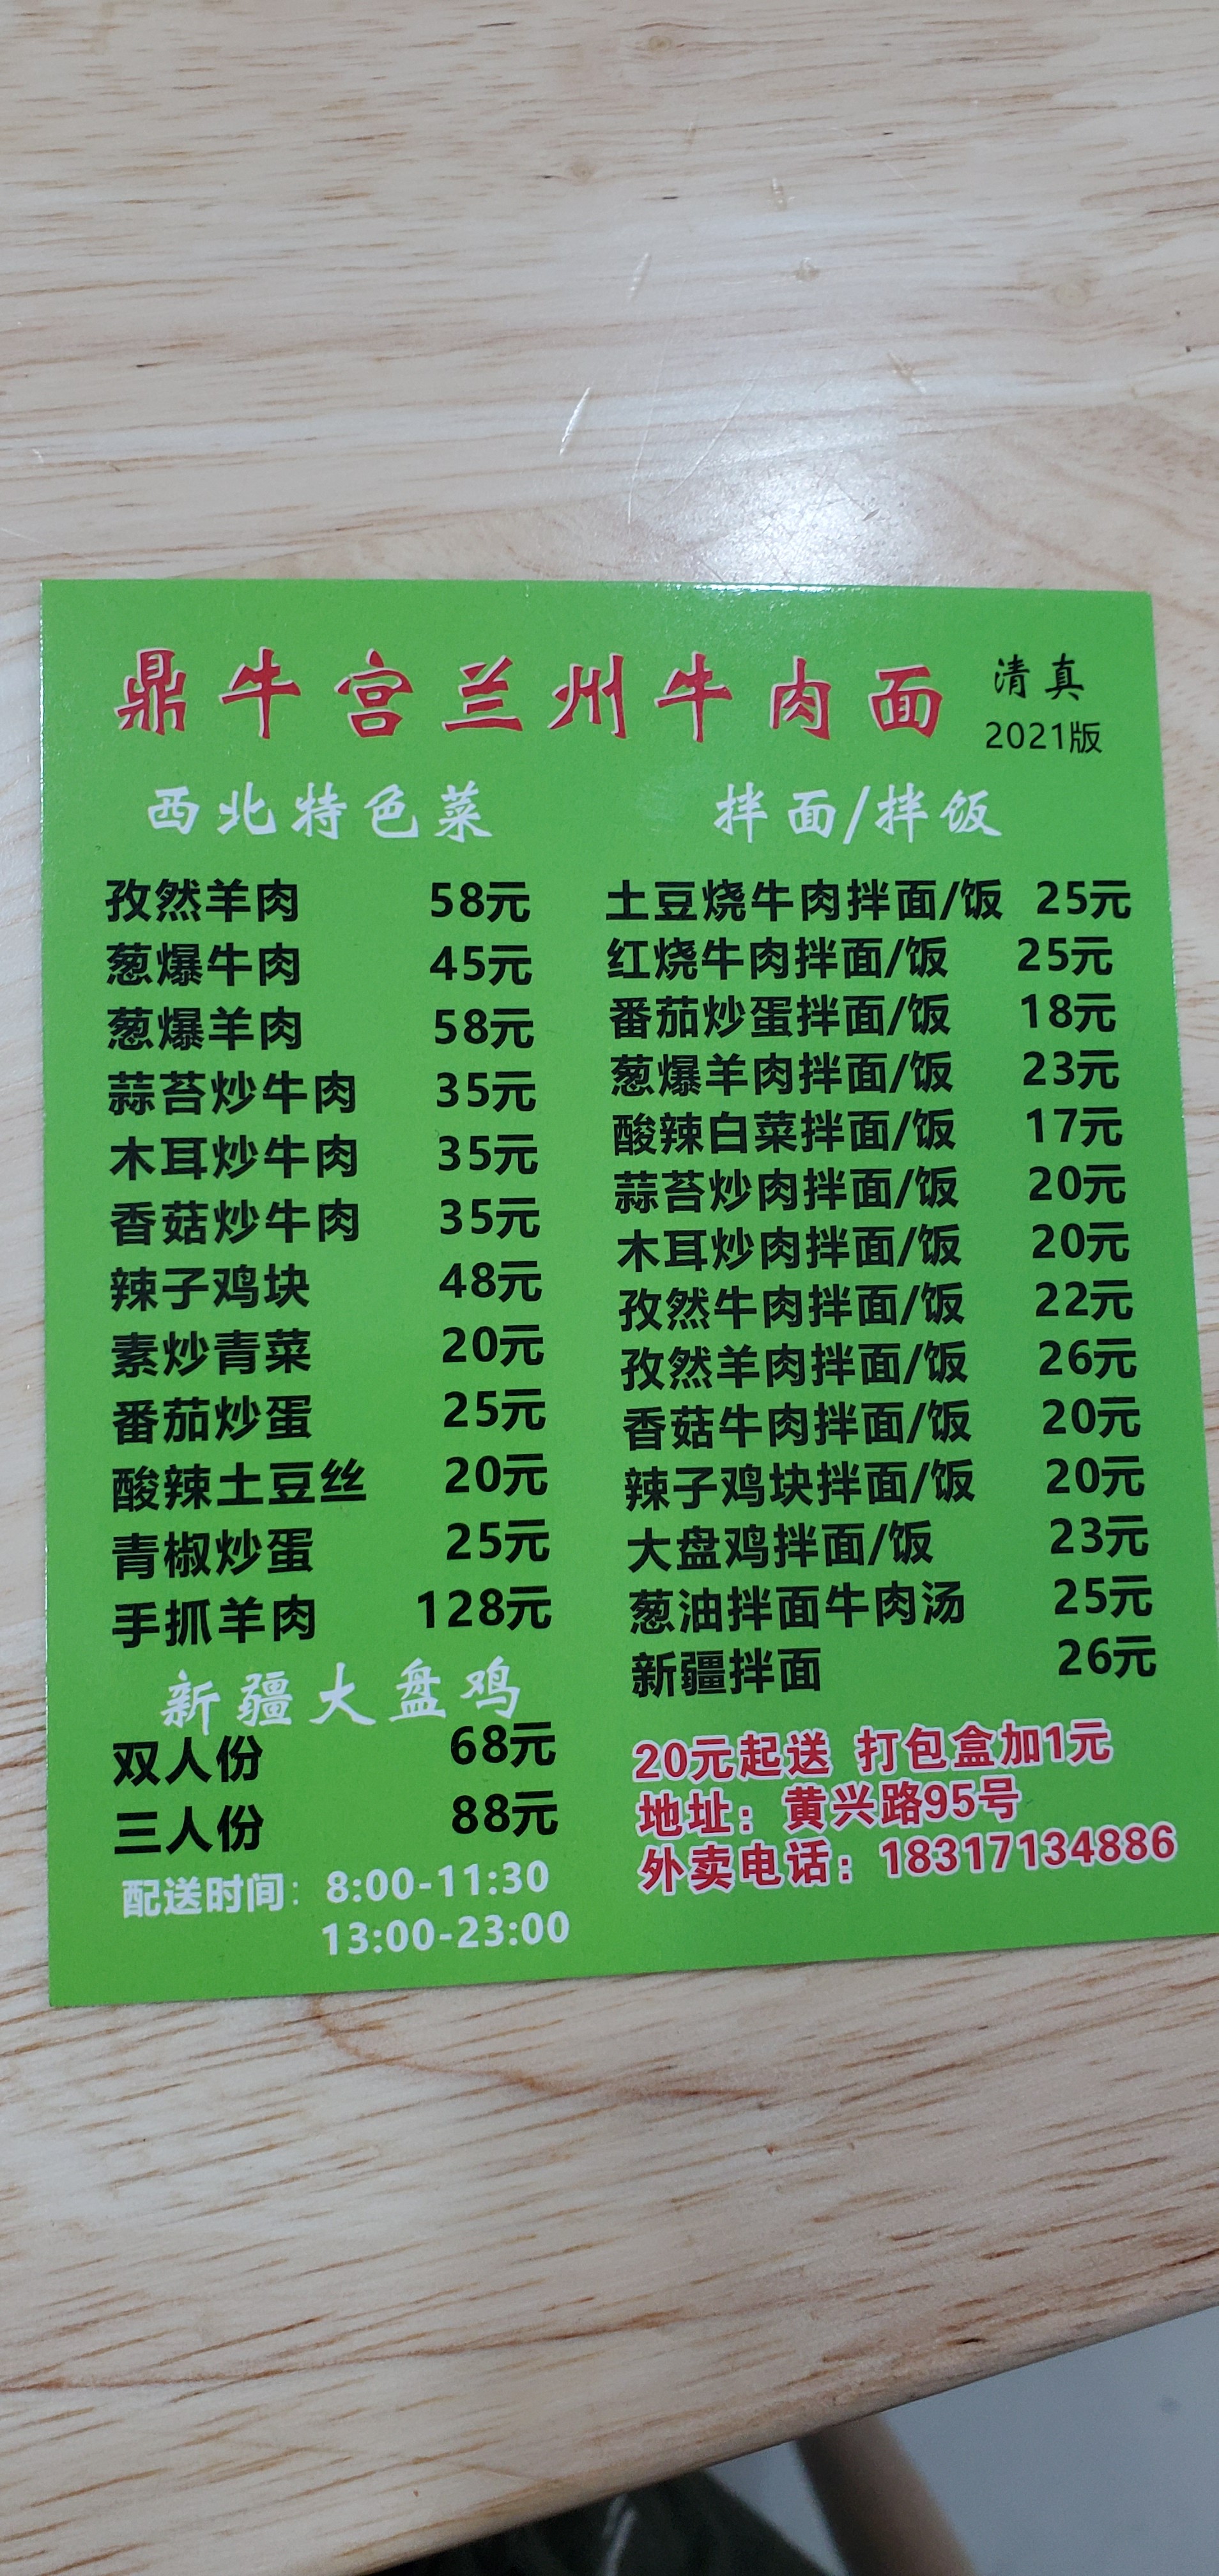 鼎牛宫兰州牛肉面 清真
2021版
西北特色菜
孜然羊肉 58元
葱爆牛肉 45元
葱爆羊肉 58元
蒜苔炒牛肉 35元
木耳炒牛肉 35元
香菇炒牛肉 35元
辣子鸡块 48元
素炒青菜 20元
番茄炒蛋 25元
酸辣土豆丝 20元
青椒炒蛋 25元
手抓羊肉 128元
新疆大盘鸡
双人份 68元
三人份 88元
配送时间：8:00-11:30
13:00-23:00
拌面/拌饭
土豆烧牛肉拌面/饭 25元
红烧牛肉拌面/饭 25元
番茄炒蛋拌面/饭 18元
葱爆羊肉拌面/饭 23元
酸辣白菜拌面/饭 17元
蒜苔炒肉拌面/饭 20元
木耳炒肉拌面/饭 20元
孜然牛肉拌面/饭 22元
孜然羊肉拌面/饭 26元
香菇牛肉拌面/饭 20元
辣子鸡块拌面/饭 20元
大盘鸡拌面/饭 23元
葱油拌面牛肉汤 25元
新疆拌面 26元
20元起送 打包盒加1元
地址：黄兴路95号
外卖电话：18317134886